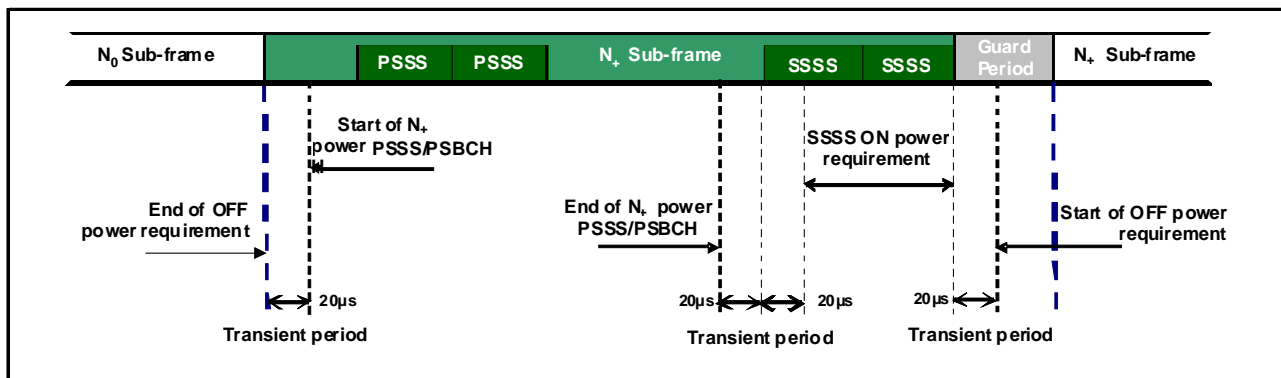 N₀ Sub-frame
PSSS
PSSS
N₊ Sub-frame
SSSS
SSSS
Guard
Period
N₊ Sub-frame
Start of N₊
power PSSS/PSBCH
SSSS ON power
requirement
End of OFF
power requirement
End of N₊ power
PSSS/PSBCH
Start of OFF power
requirement
20µs
20µs
20µs
20µs
Transient period
Transient period
Transient period